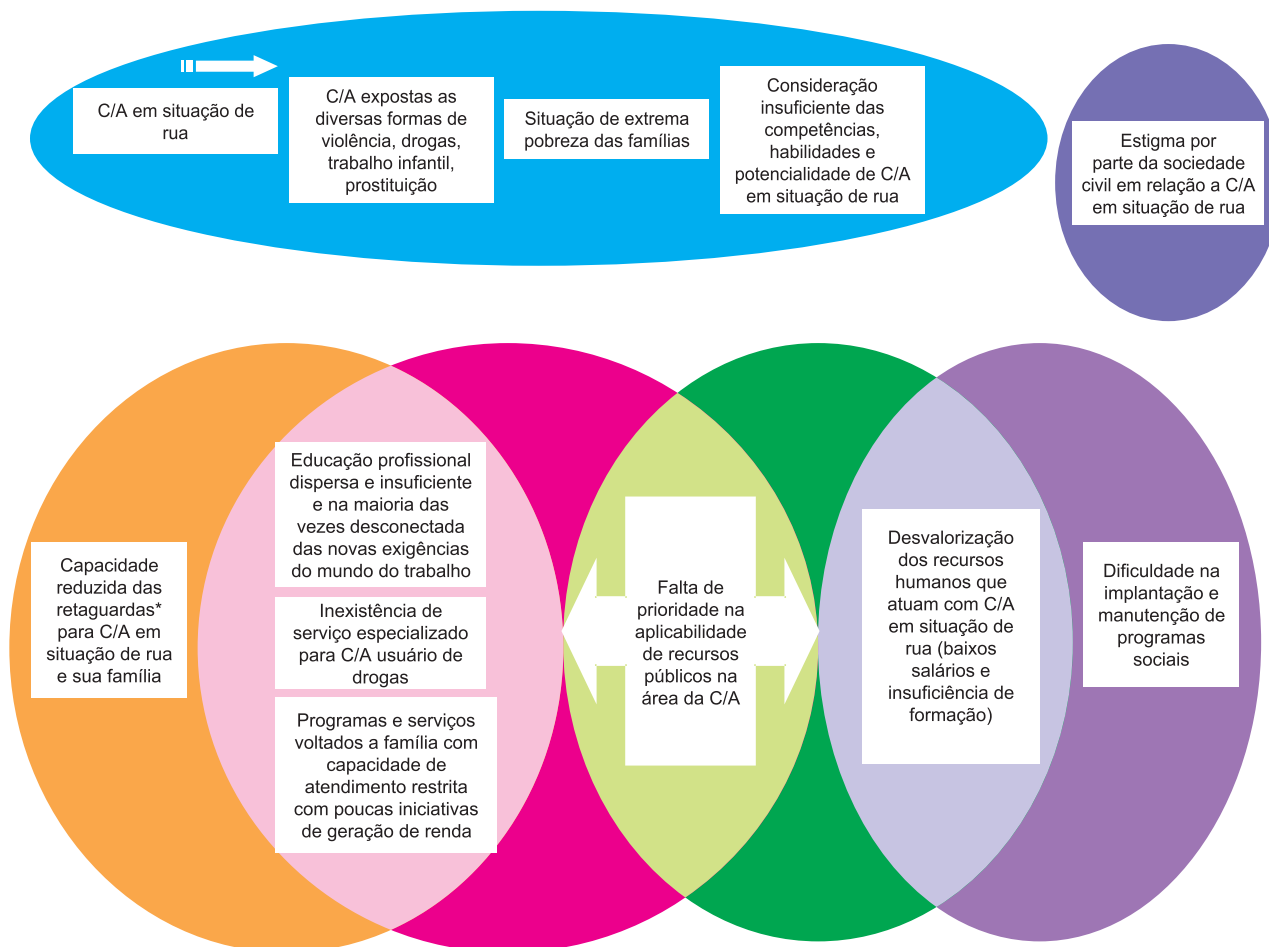 C/A em situação de
rua
C/A expostas as
diversas formas de
violência, drogas,
trabalho infantil,
prostituição
Situação de extrema
pobreza das famílias
Consideração
insuficiente das
competências,
habilidades e
potencialidade de C/A
em situação de rua
Estigma por
parte da sociedade
civil em relação a C/A
em situação de rua
Capacidade
reduzida das
retaguardas*
para C/A em
situação de rua
e sua família
Educação profissional
dispersa e insuficiente
e na maioria das
vezes desconectada
das novas exigências
do mundo do trabalho
Inexistência de
serviço especializado
para C/A usuário de
drogas
Programas e serviços
voltados a família com
capacidade de
atendimento restrita
com poucas iniciativas
de geração de renda
Falta de
prioridade na
aplicabilidade
de recursos
públicos na
área da C/A
Desvalorização
dos recursos
humanos que
atuam com C/A
em situação de
rua (baixos
salários e
insuficiência de
formação)
Dificuldade na
implantação e
manutenção de
programas
sociais